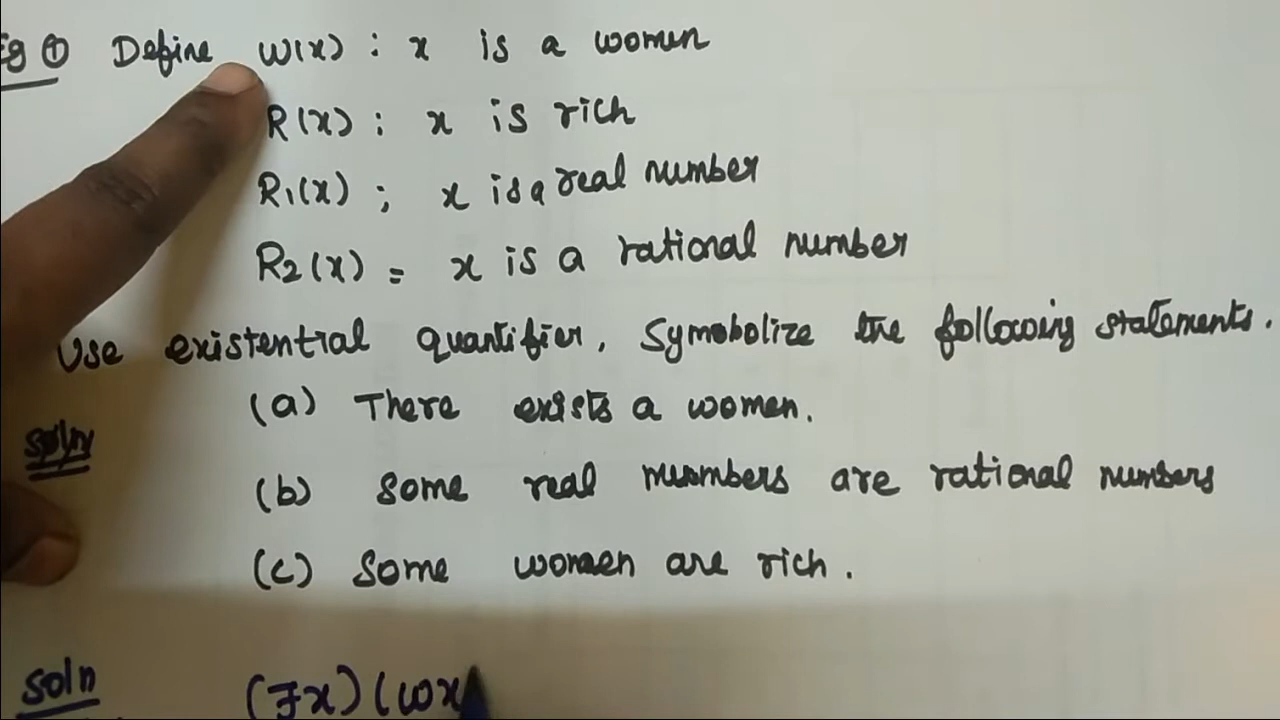 Eg ① Define W(x) : x is a women
R(x) : x is rich
R₁(x) ; x is a real number
R₂(x) = x is a rational number
Use existential quantifier, Symobolize the following statements.
(a) There exists a women.
Soln
(b) Some real numbers are rational numbers
(c) Some women are rich.
Soln (∃x) (wx